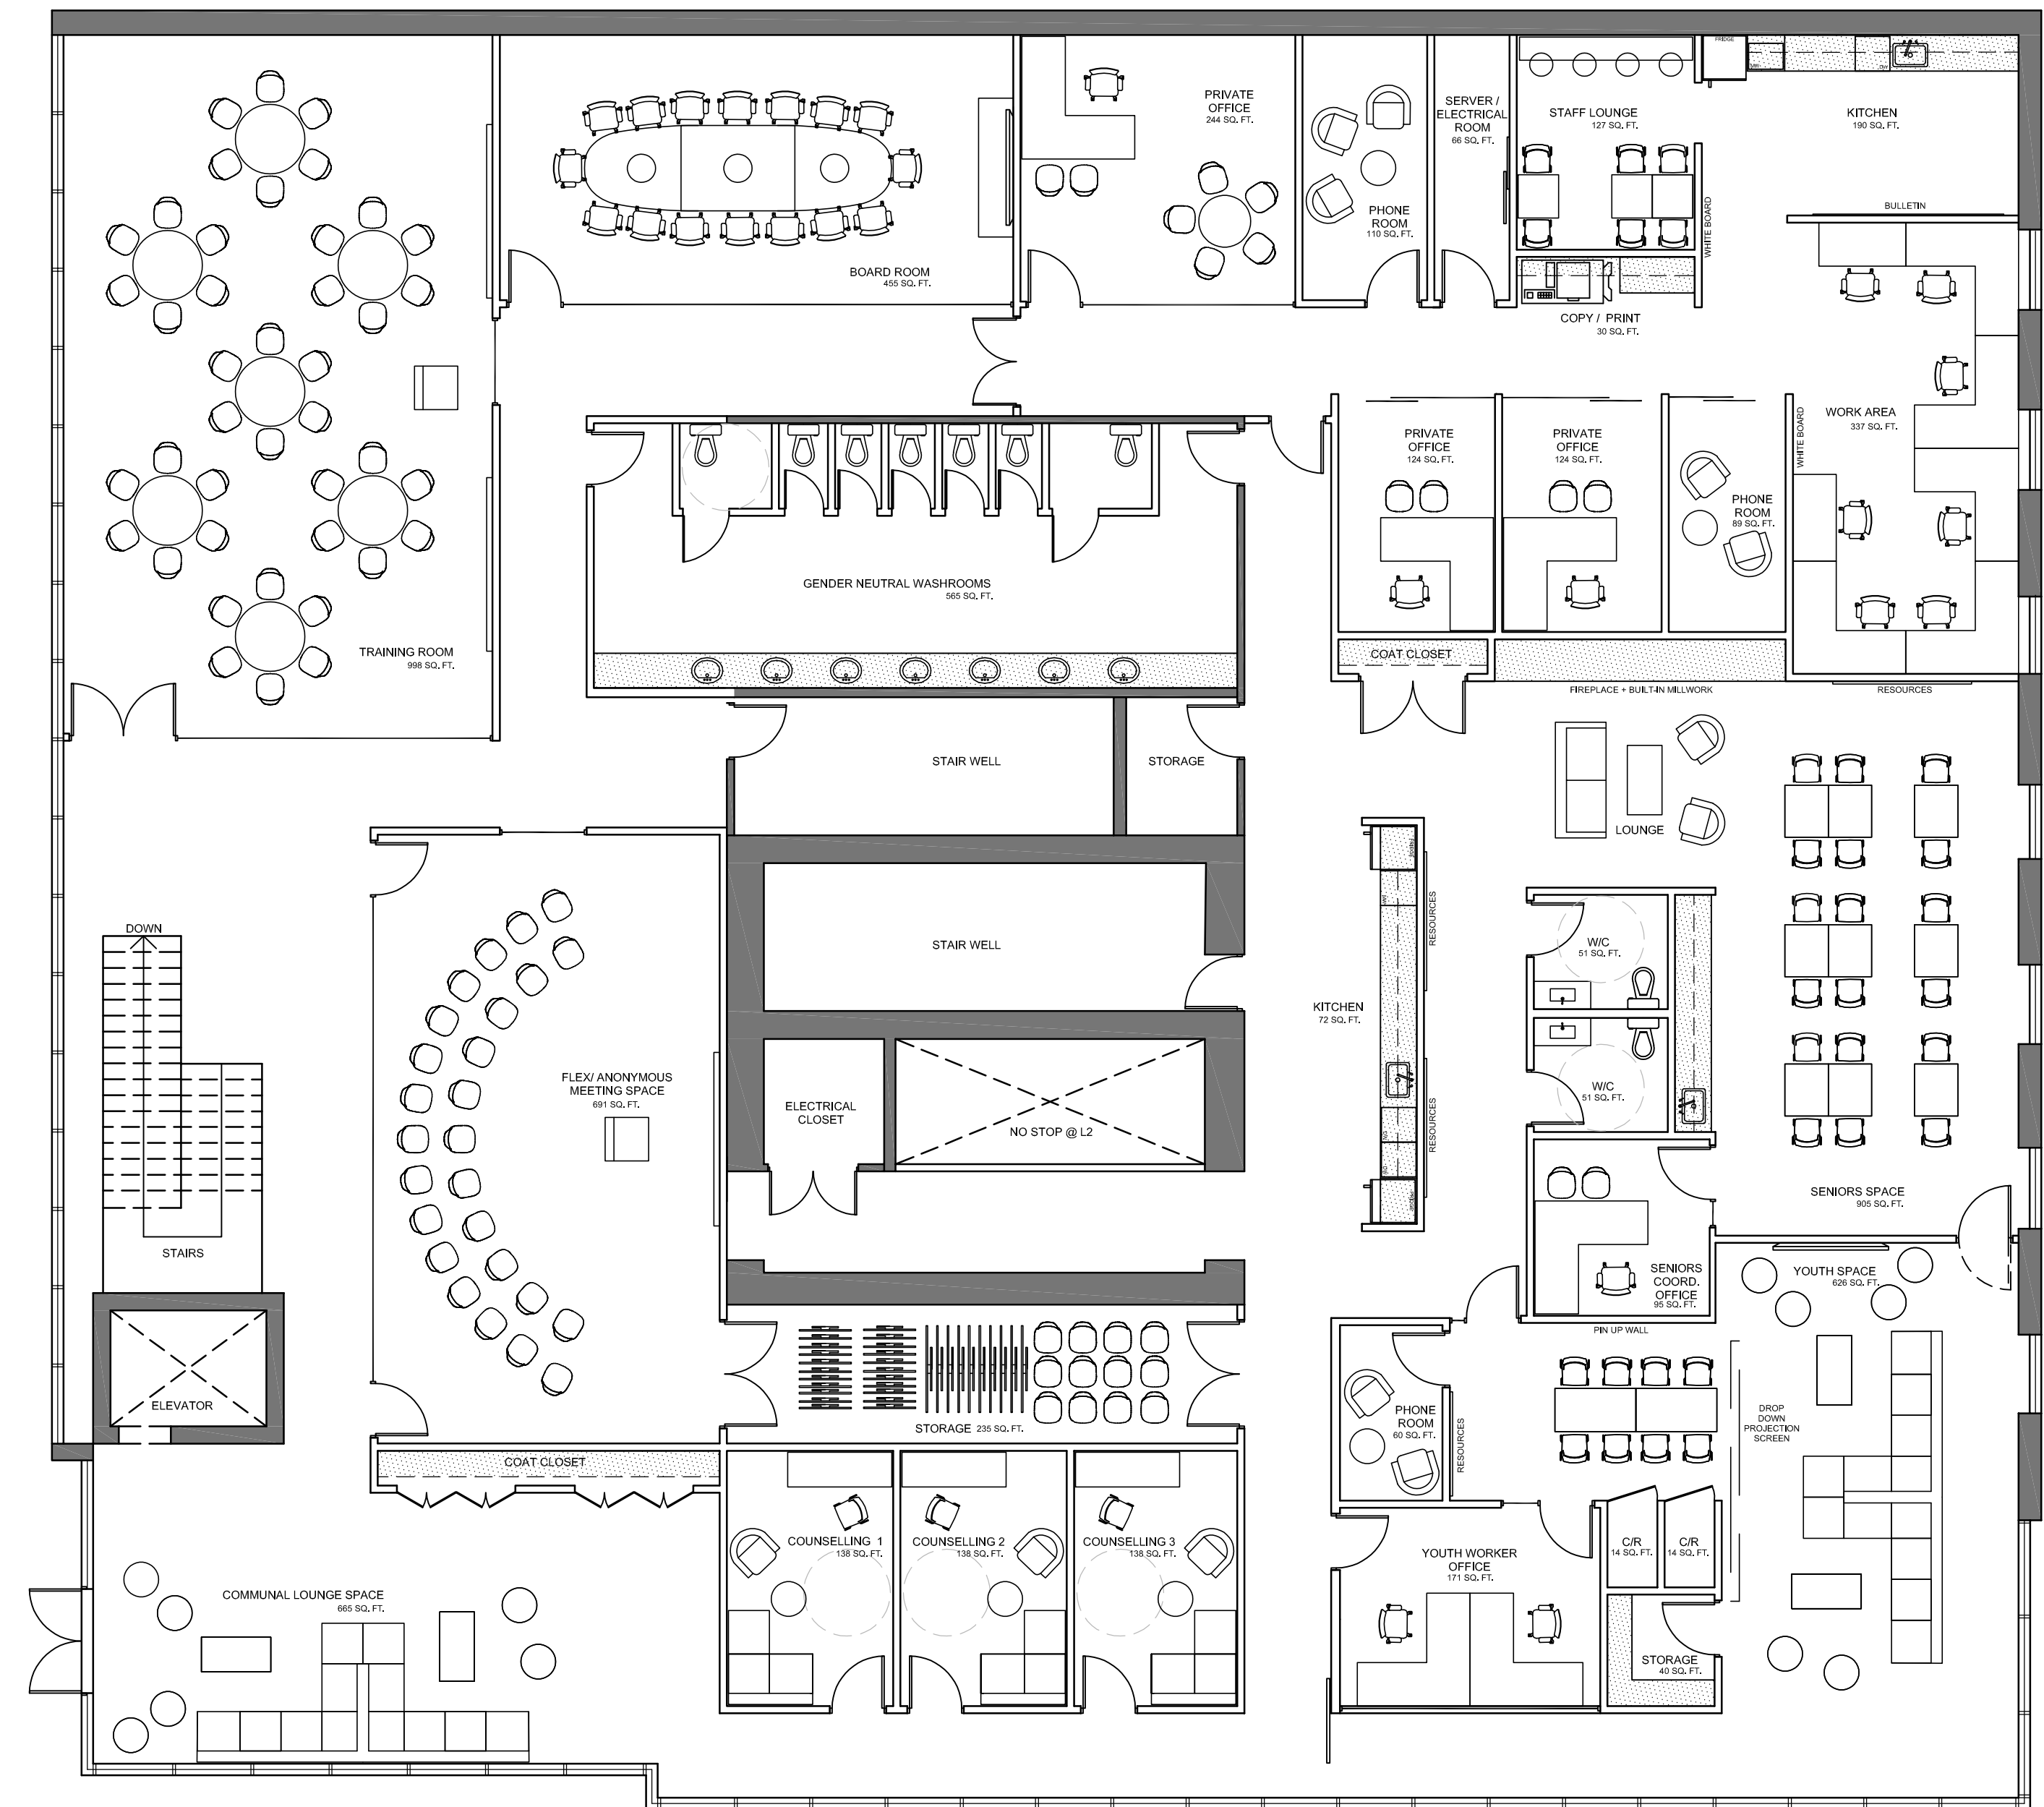 FRIDGE
PRIVATE
OFFICE
244 SQ. FT.
SERVER /
ELECTRICAL
ROOM
66 SQ. FT.
STAFF LOUNGE
127 SQ. FT.
KITCHEN
190 SQ. FT.
PHONE
ROOM
110 SQ. FT.
WHITE BOARD
BULLETIN
BOARD ROOM
455 SQ. FT.
COPY / PRINT
30 SQ. FT.
PRIVATE
OFFICE
124 SQ. FT.
PRIVATE
OFFICE
124 SQ. FT.
WHITE BOARD
WORK AREA
337 SQ. FT.
PHONE
ROOM
89 SQ. FT.
GENDER NEUTRAL WASHROOMS
565 SQ. FT.
TRAINING ROOM
998 SQ. FT.
COAT CLOSET
FIREPLACE + BUILT-IN MILLWORK
RESOURCES
STAIR WELL
STORAGE
LOUNGE
DOWN
STAIR WELL
RESOURCES
W/C
51 SQ. FT.
KITCHEN
72 SQ. FT.
FLEX/ ANONYMOUS
MEETING SPACE
691 SQ. FT.
ELECTRICAL
CLOSET
NO STOP @ L2
RESOURCES
W/C
51 SQ. FT.
SENIORS SPACE
905 SQ. FT.
STAIRS
SENIORS
COORD.
OFFICE
95 SQ. FT.
YOUTH SPACE
626 SQ. FT.
PIN UP WALL
ELEVATOR
STORAGE 235 SQ. FT.
PHONE
ROOM
60 SQ. FT.
RESOURCES
DROP
DOWN
PROJECTION
SCREEN
COAT CLOSET
COUNSELLING 1
138 SQ. FT.
COUNSELLING 2
138 SQ. FT.
COUNSELLING 3
138 SQ. FT.
YOUTH WORKER
OFFICE
171 SQ. FT.
C/R
14 SQ. FT.
C/R
14 SQ. FT.
COMMUNAL LOUNGE SPACE
665 SQ. FT.
STORAGE
40 SQ. FT.